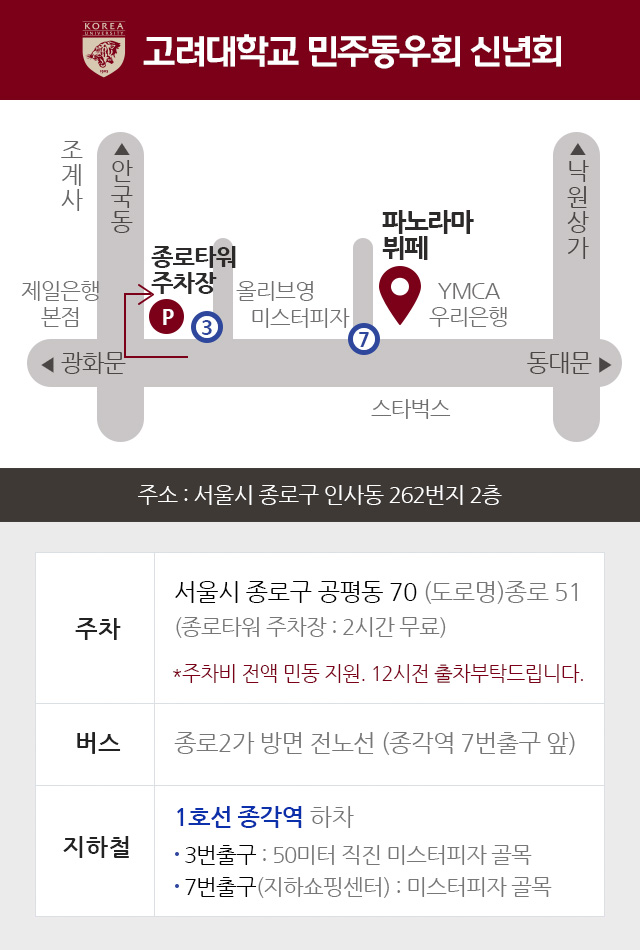 KOREA
UNIVERSITY
1905
고려대학교 민주동우회 신년회
조계사
▲안국동
▲낙원상가
파노라마
뷔페
종로타워
주차장
제일은행
본점
P
3
올리브영
미스터피자
7
YMCA
우리은행
◀ 광화문
동대문 ▶
스타벅스
주소 : 서울시 종로구 인사동 262번지 2층
주차
서울시 종로구 공평동 70 (도로명)종로 51
(종로타워 주차장 : 2시간 무료)
*주차비 전액 민동 지원. 12시전 출차부탁드립니다.
버스
종로2가 방면 전노선 (종각역 7번출구 앞)
지하철
1호선 종각역 하차
• 3번출구 : 50미터 직진 미스터피자 골목
• 7번출구(지하쇼핑센터) : 미스터피자 골목